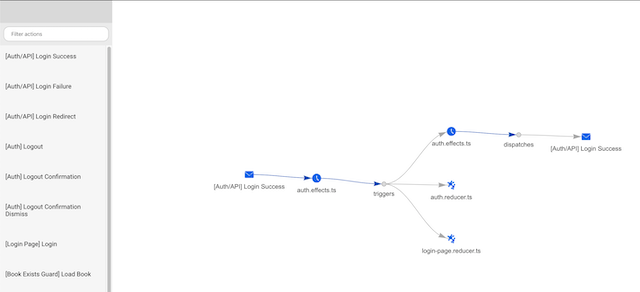 Filter actions
[Auth/API] Login Success
[Auth/API] Login Failure
[Auth/API] Login Redirect
[Auth] Logout
[Auth] Logout Confirmation
[Auth] Logout Confirmation
Dismiss
[Login Page] Login
[Book Exists Guard] Load Book
auth.effects.ts
dispatches
[Auth/API] Login Success
[Auth/API] Login Success
auth.effects.ts
triggers
auth.reducer.ts
login-page.reducer.ts